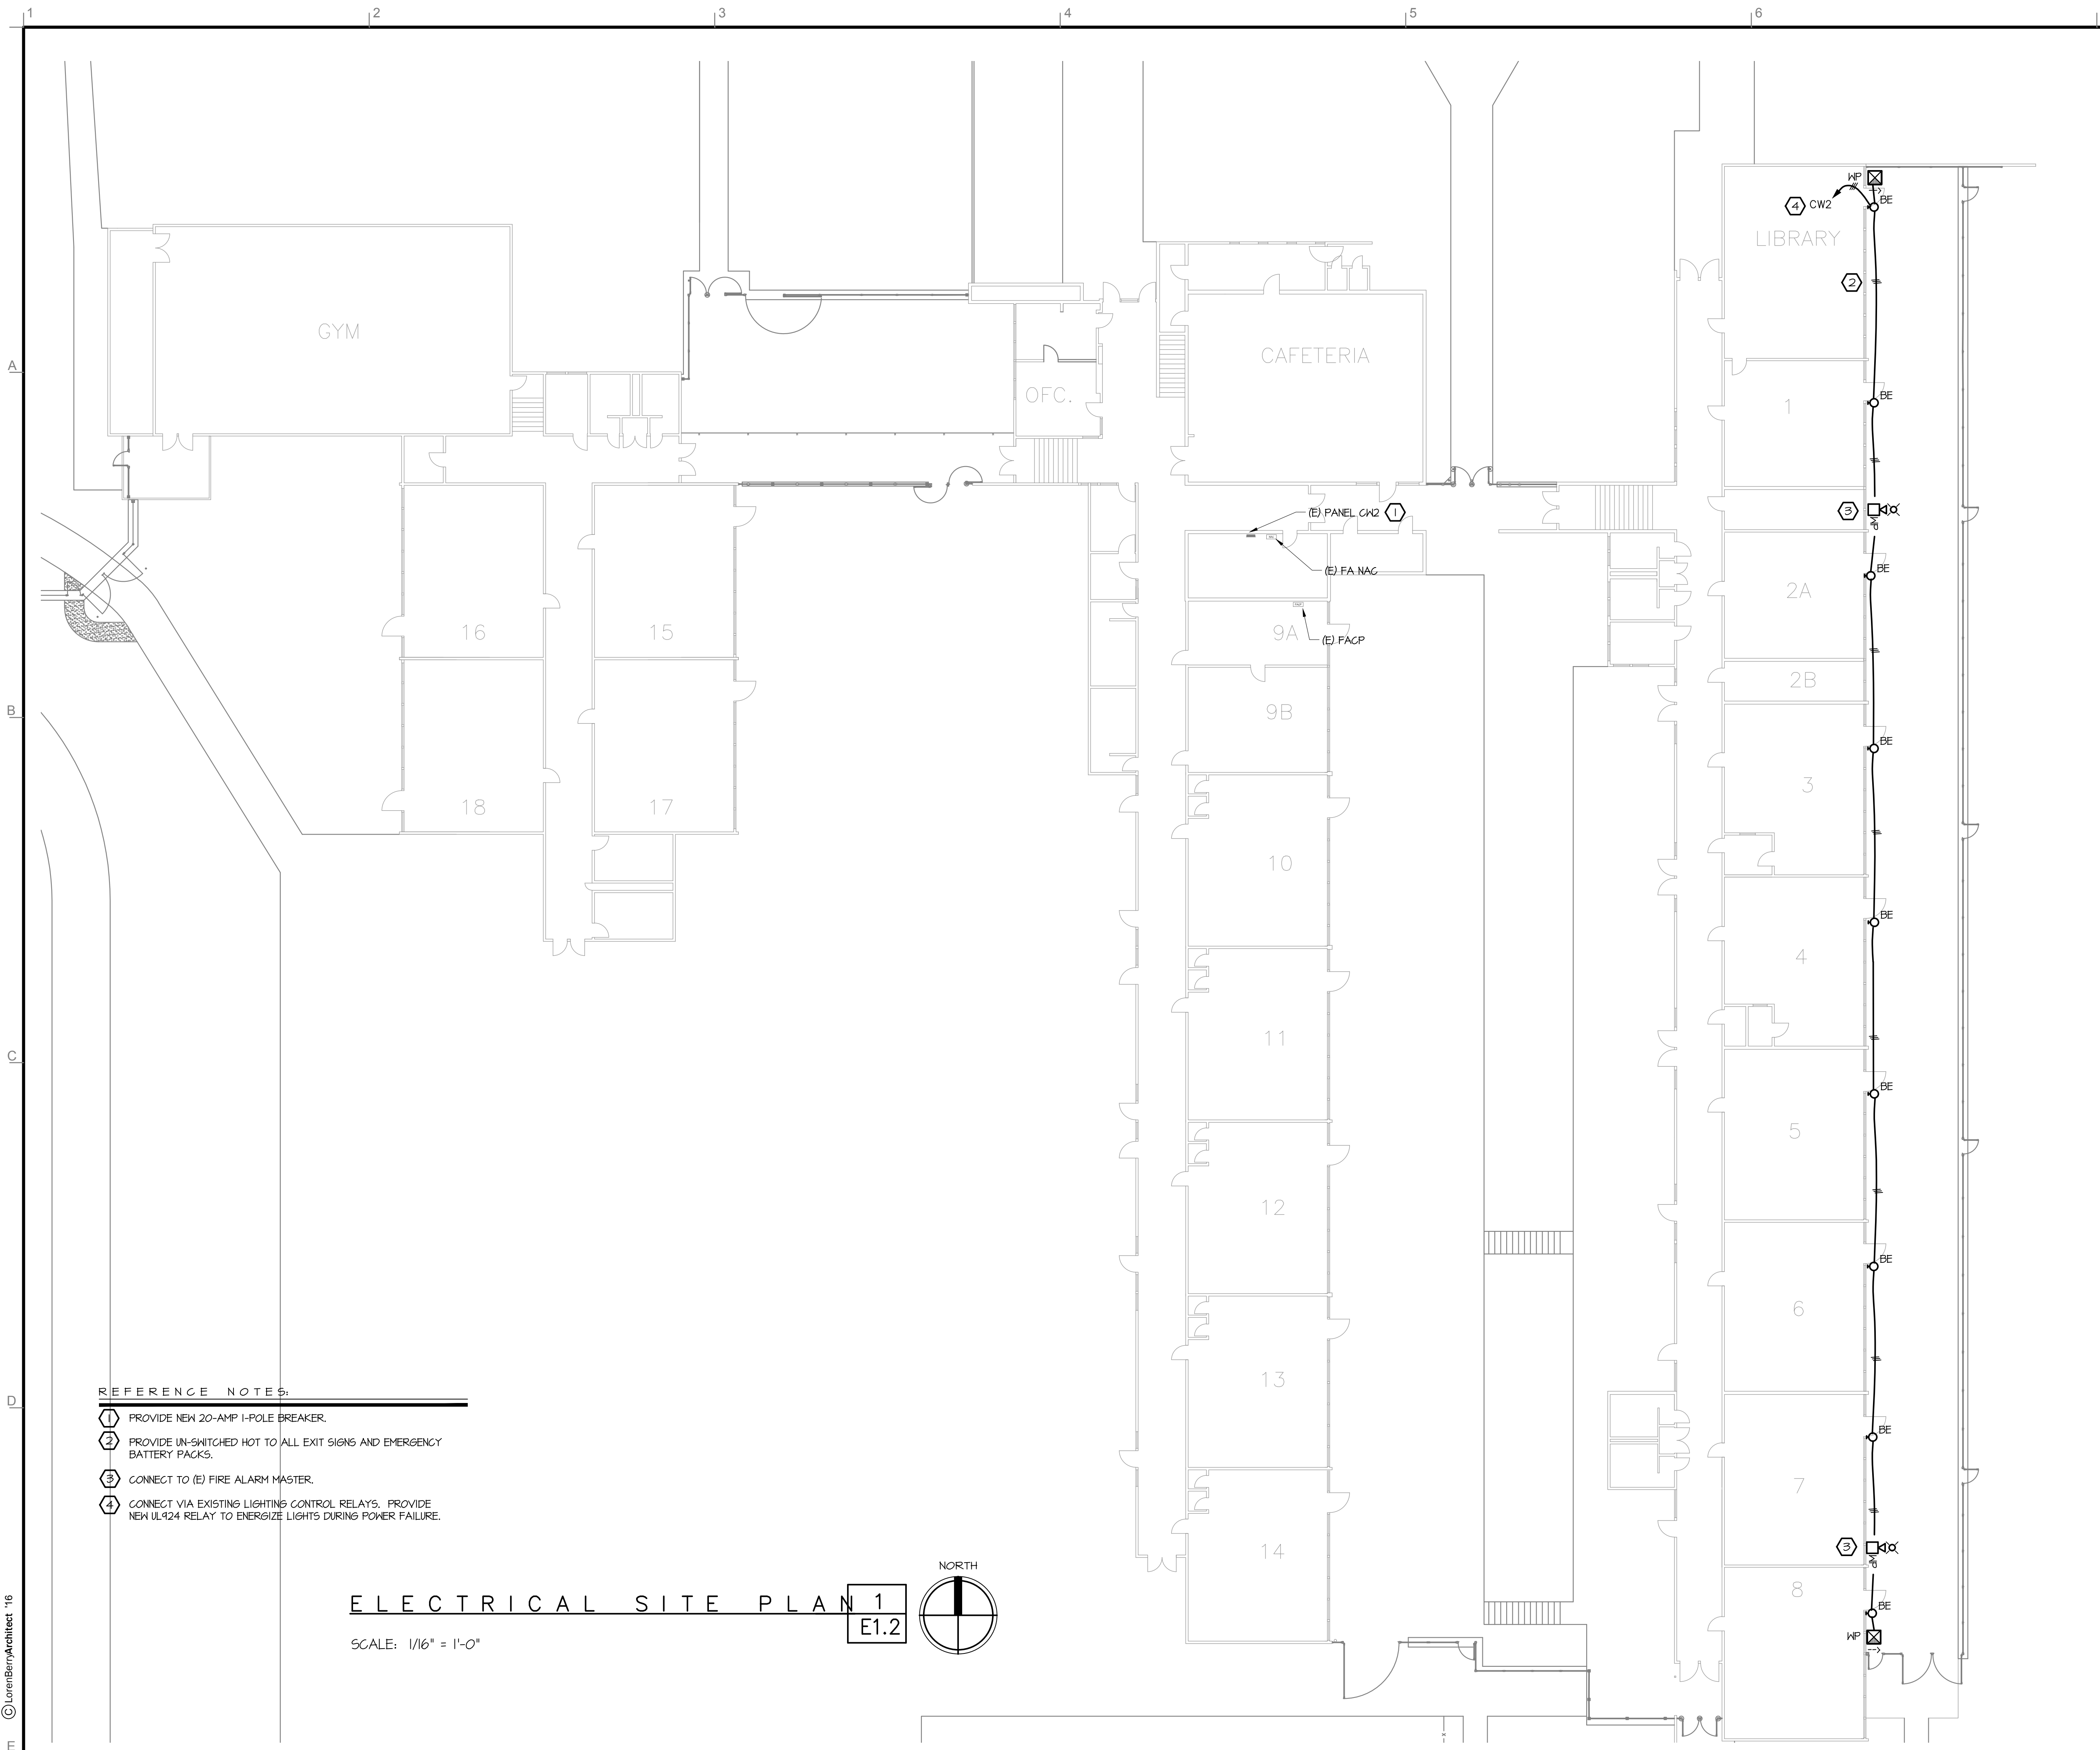 1 2 3 4 5 6
A
B
C
D
E
WP
BE
4 CW2
LIBRARY
2
GYM
CAFETERIA
OFC.
BE
1
(E) PANEL CW2 1
3
WP
(E) FA NAC
BE
2A
16
15
9A
(E) FACP
2B
9B
BE
3
18
17
10
BE
4
11
BE
5
12
BE
6
13
BE
7
14
3
WP
8
BE
WP
REFERENCE NOTES:
1 PROVIDE NEW 20-AMP 1-POLE BREAKER.
2 PROVIDE UN-SWITCHED HOT TO ALL EXIT SIGNS AND EMERGENCY
BATTERY PACKS.
3 CONNECT TO (E) FIRE ALARM MASTER.
4 CONNECT VIA EXISTING LIGHTING CONTROL RELAYS. PROVIDE
NEW UL924 RELAY TO ENERGIZE LIGHTS DURING POWER FAILURE.
ELECTRICAL SITE PLAN
1
E1.2
SCALE: 1/16" = 1'-0"
NORTH
©LorenBerryArchitect '16